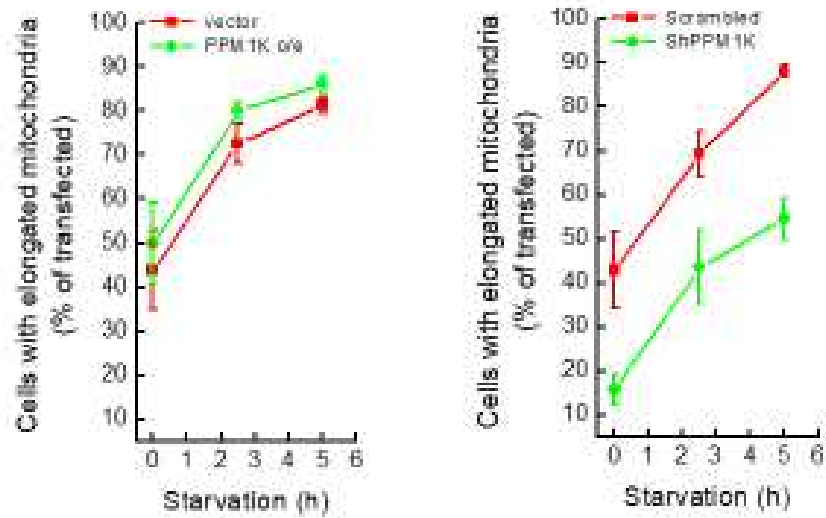 vector
PPM1K o/e
100
90
80
70
60
50
40
30
20
10
0 1 2 3 4 5 6
Starvation (h)
Cells with elongated mitochondria
(% of transfected)
Scrambled
ShPPM1K
100
90
80
70
60
50
40
30
20
10
0 1 2 3 4 5 6
Starvation (h)
Cells with elongated mitochondria
(% of transfected)